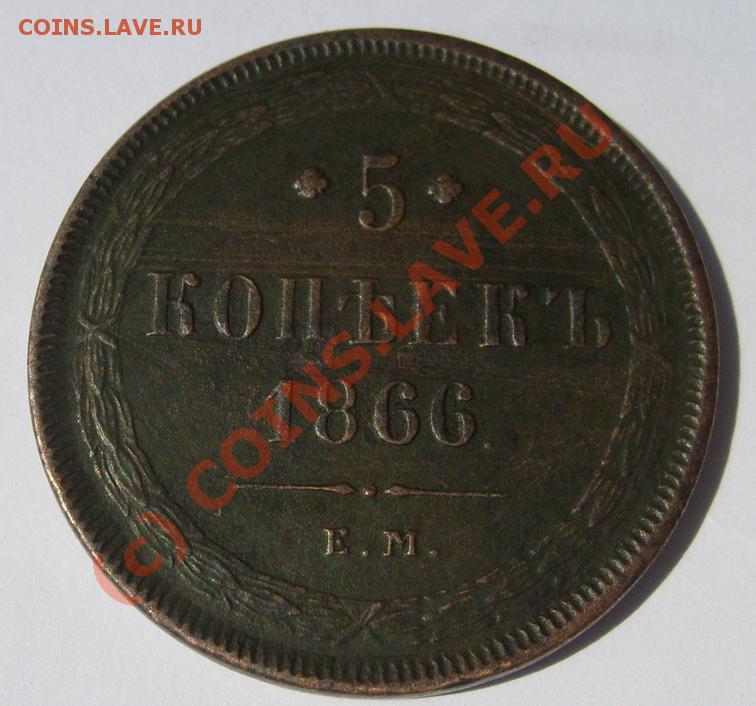 COINS.LAVE.RU
5
КОПѢЕКЪ
1866.
Е.М.
(c) COINS.LAVE.RU